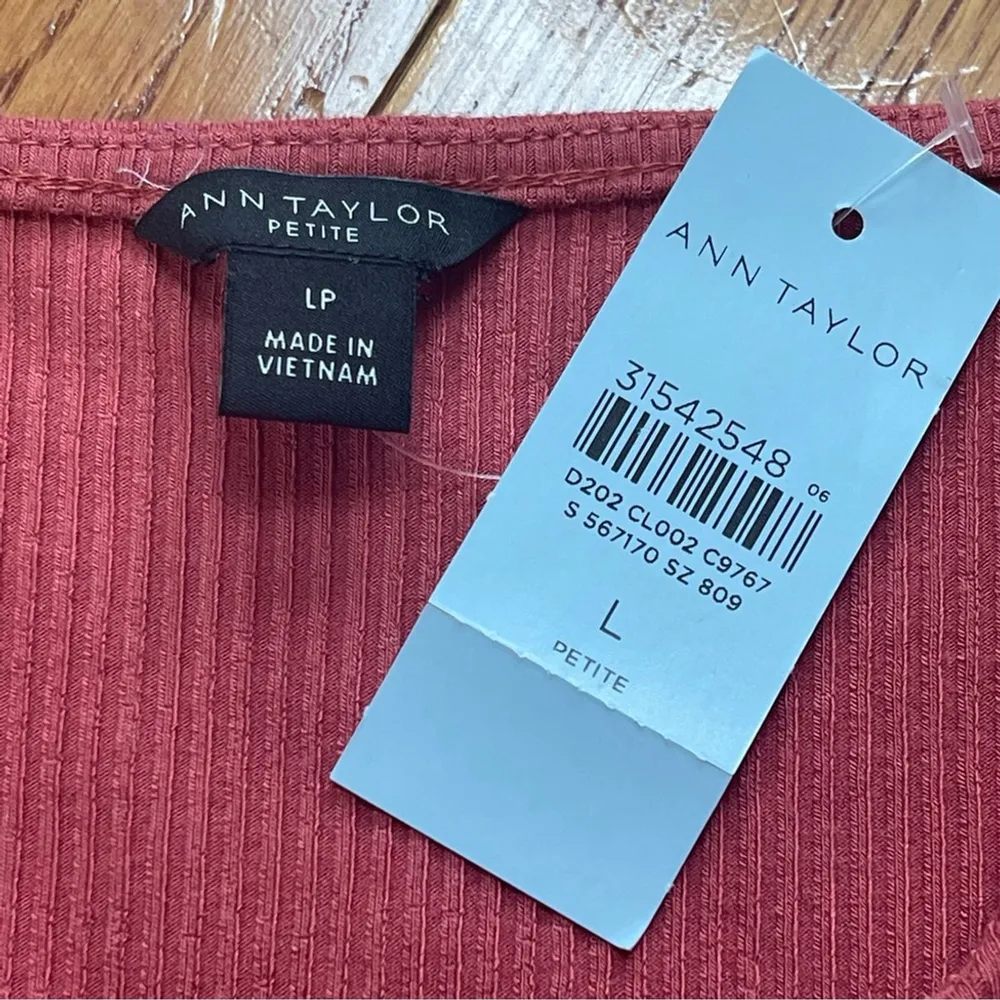 ANN TAYLOR
PETITE
LP
MADE IN
VIETNAM
ANN TAYLOR
31542548
06
D202 CL002 C9767
S 567170 SZ 809
L
PETITE